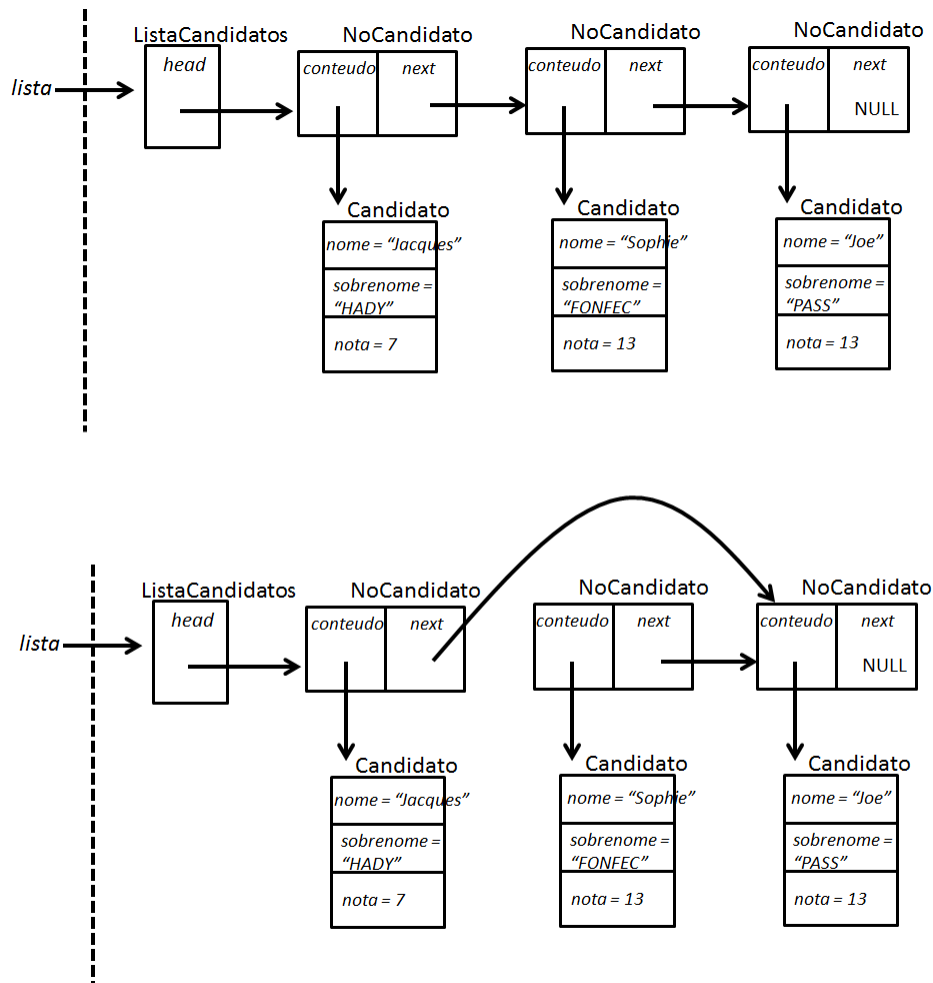 ListaCandidatos
NoCandidato
NoCandidato
NoCandidato
lista
head
conteudo
next
conteudo
next
conteudo
next
NULL
Candidato
Candidato
Candidato
nome = “Jacques”
nome = “Sophie”
nome = “Joe”
sobrenome =
“HADY”
sobrenome =
“FONFEC”
sobrenome =
“PASS”
nota = 7
nota = 13
nota = 13
ListaCandidatos
NoCandidato
NoCandidato
NoCandidato
lista
head
conteudo
next
conteudo
next
conteudo
next
NULL
Candidato
Candidato
Candidato
nome = “Jacques”
nome = “Sophie”
nome = “Joe”
sobrenome =
“HADY”
sobrenome =
“FONFEC”
sobrenome =
“PASS”
nota = 7
nota = 13
nota = 13